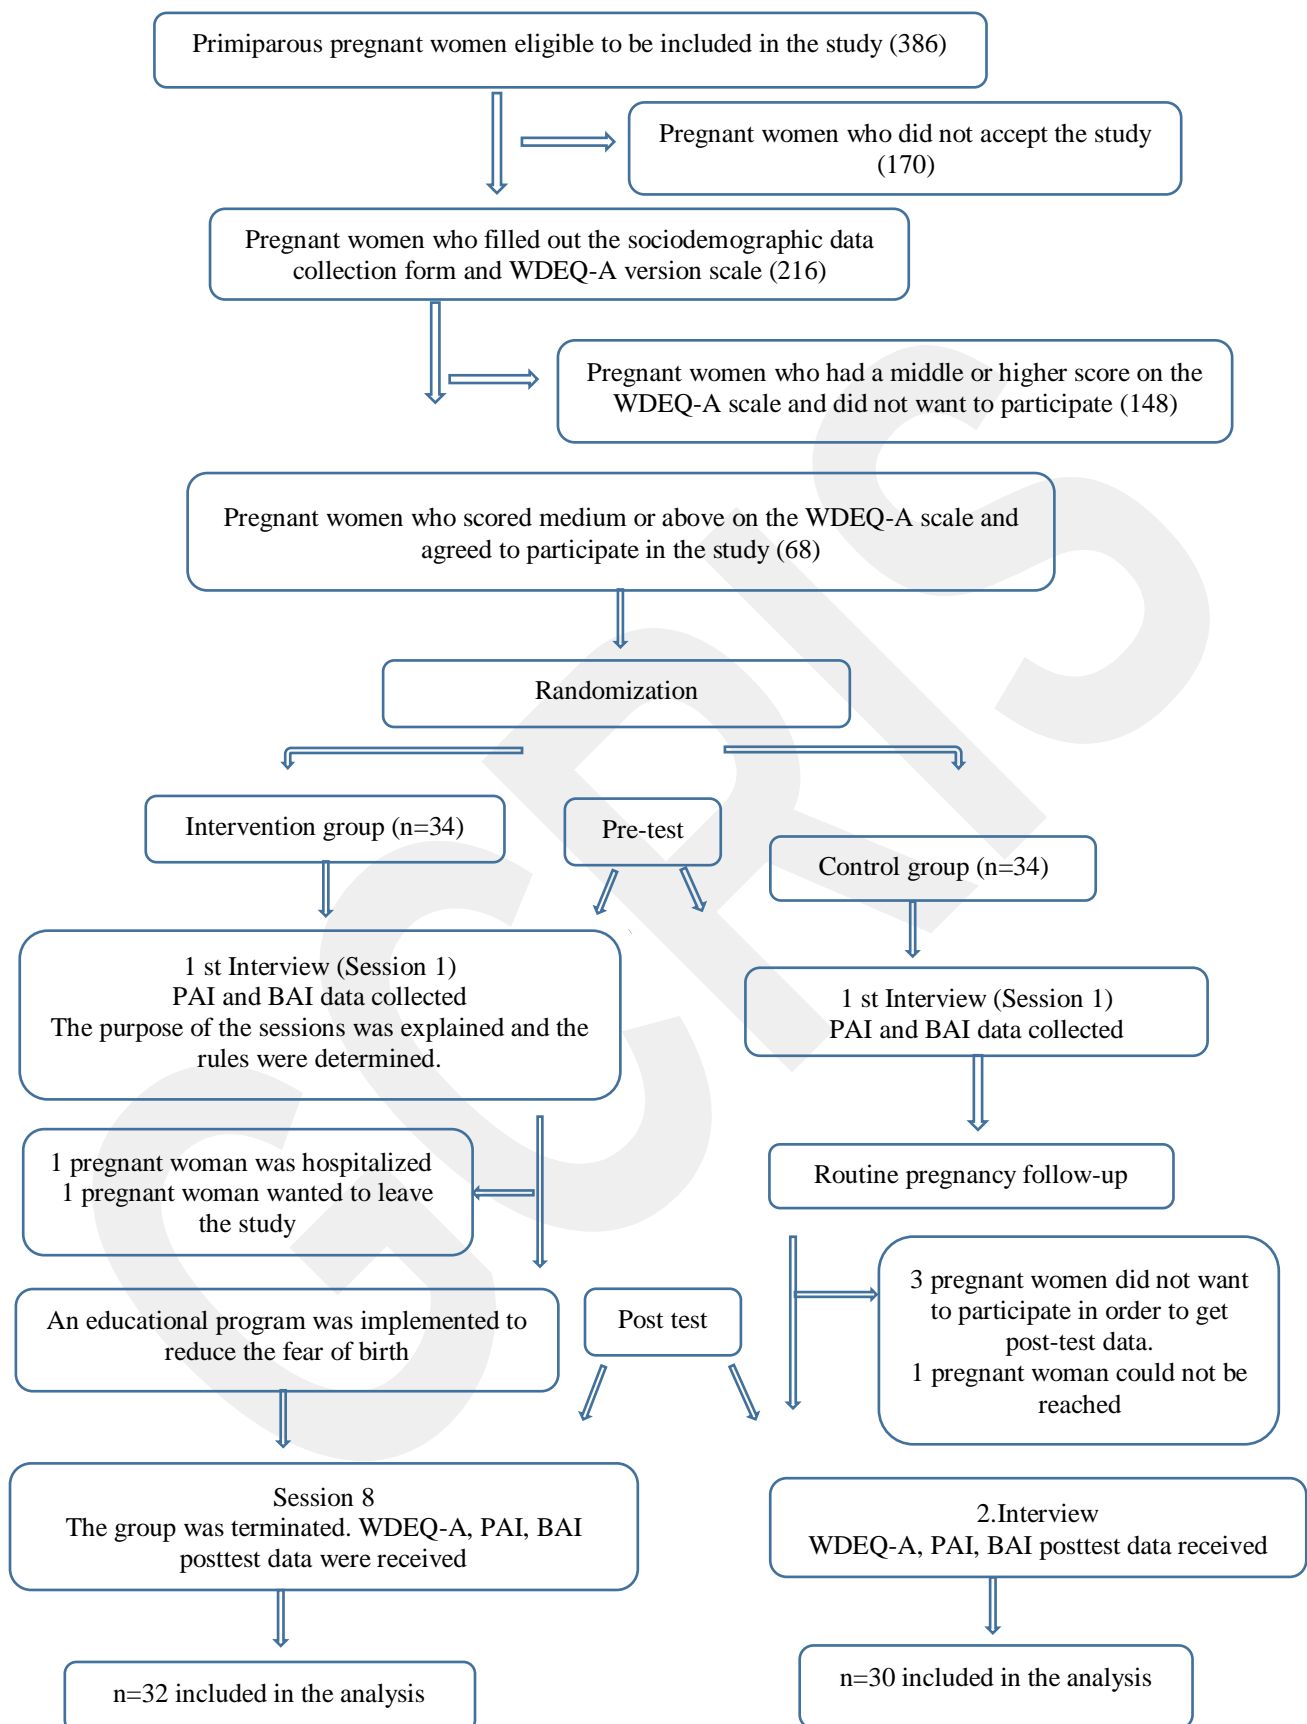 Primiparous pregnant women eligible to be included in the study (386)
Pregnant women who did not accept the study
(170)
Pregnant women who filled out the sociodemographic data
collection form and WDEQ-A version scale (216)
Pregnant women who had a middle or higher score on the
WDEQ-A scale and did not want to participate (148)
Pregnant women who scored medium or above on the WDEQ-A scale and
agreed to participate in the study (68)
Randomization
Intervention group (n=34)
Pre-test
Control group (n=34)
1 st Interview (Session 1)
PAI and BAI data collected
The purpose of the sessions was explained and the
rules were determined.
1 st Interview (Session 1)
PAI and BAI data collected
1 pregnant woman was hospitalized
1 pregnant woman wanted to leave
the study
Routine pregnancy follow-up
3 pregnant women did not want
to participate in order to get
post-test data.
1 pregnant woman could not be
reached
An educational program was implemented to
reduce the fear of birth
Post test
Session 8
The group was terminated. WDEQ-A, PAI, BAI
posttest data were received
2.Interview
WDEQ-A, PAI, BAI posttest data received
n=32 included in the analysis
n=30 included in the analysis
GCRIS